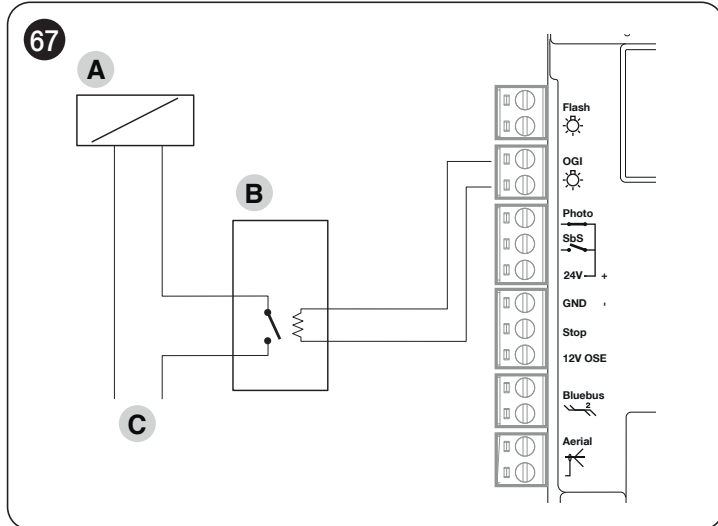 67
A
B
C
Flash
OGI
Photo
SbS
24V +
GND -
Stop
12V OSE
Bluebus
2
Aerial